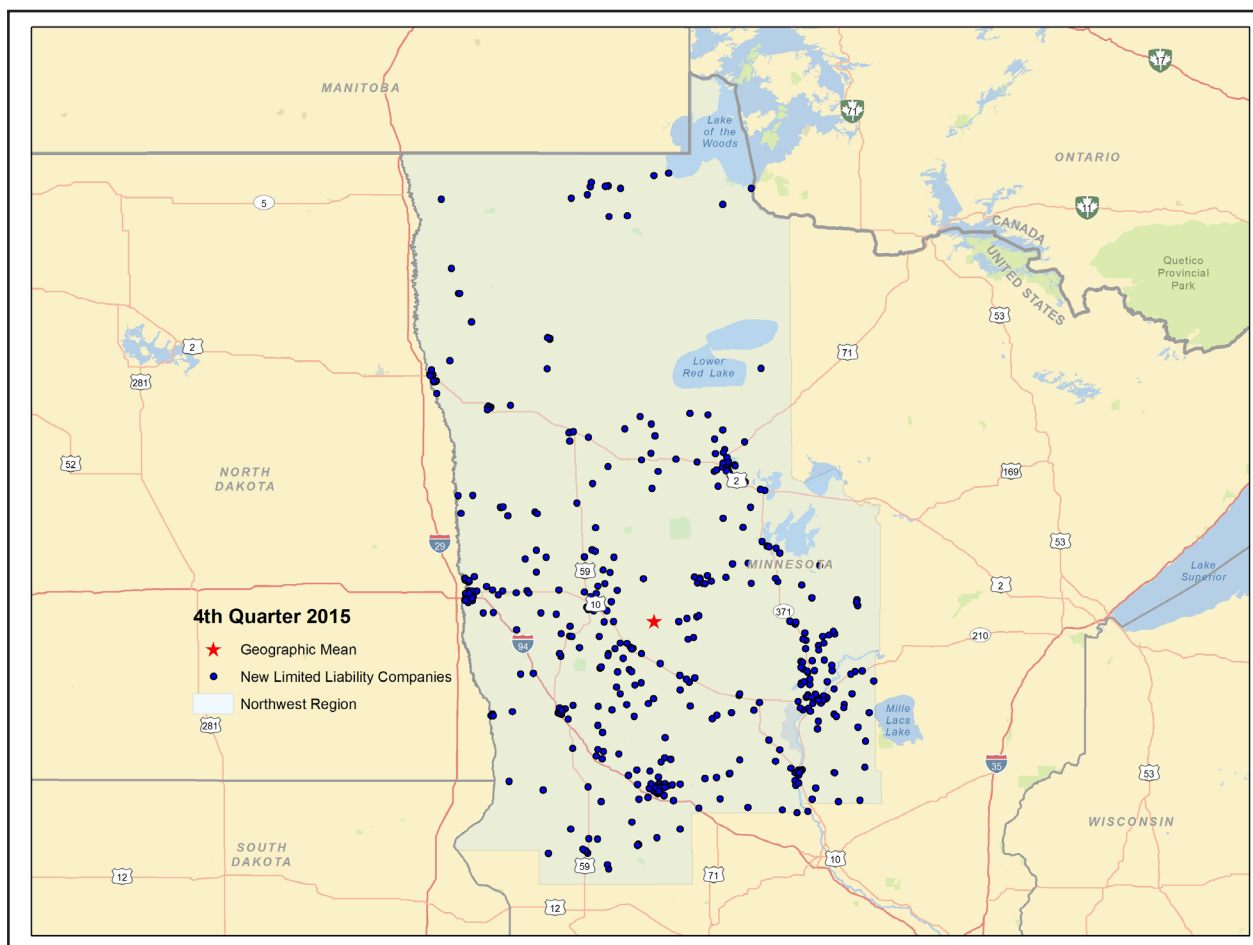 17
MANITOBA
71
Lake
of the
Woods
ONTARIO
5
11
CANADA
UNITED STATES
Quetico
Provincial
Park
53
2
71
Lower
Red Lake
281
52
NORTH
DAKOTA
169
2
29
53
59
MINNESOTA
Lake
Superior
2
10
371
4th Quarter 2015
210
94
Geographic Mean
New Limited Liability Companies
Northwest Region
281
Mille
Lacs
Lake
35
53
WISCONSIN
SOUTH
DAKOTA
10
59
12
71
12